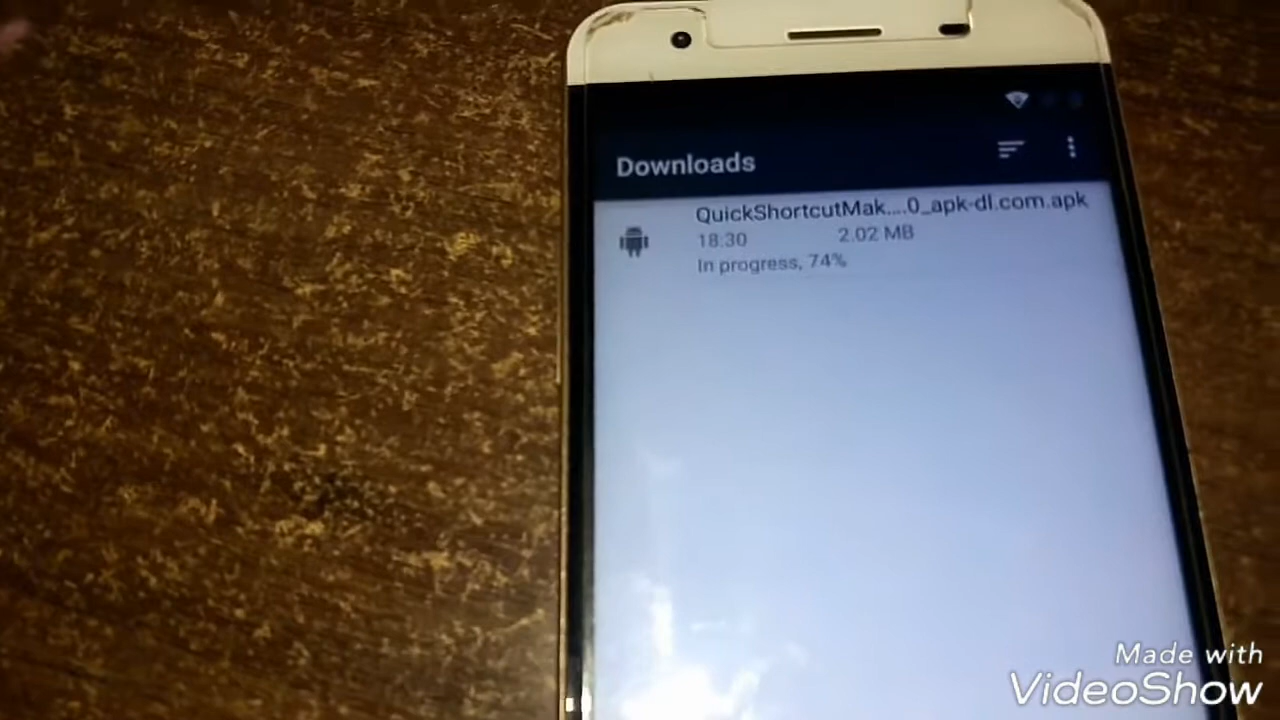 Downloads
QuickShortcutMak....0_apk-dl.com.apk
18:30 2.02 MB
In progress, 74%
Made with
VideoShow